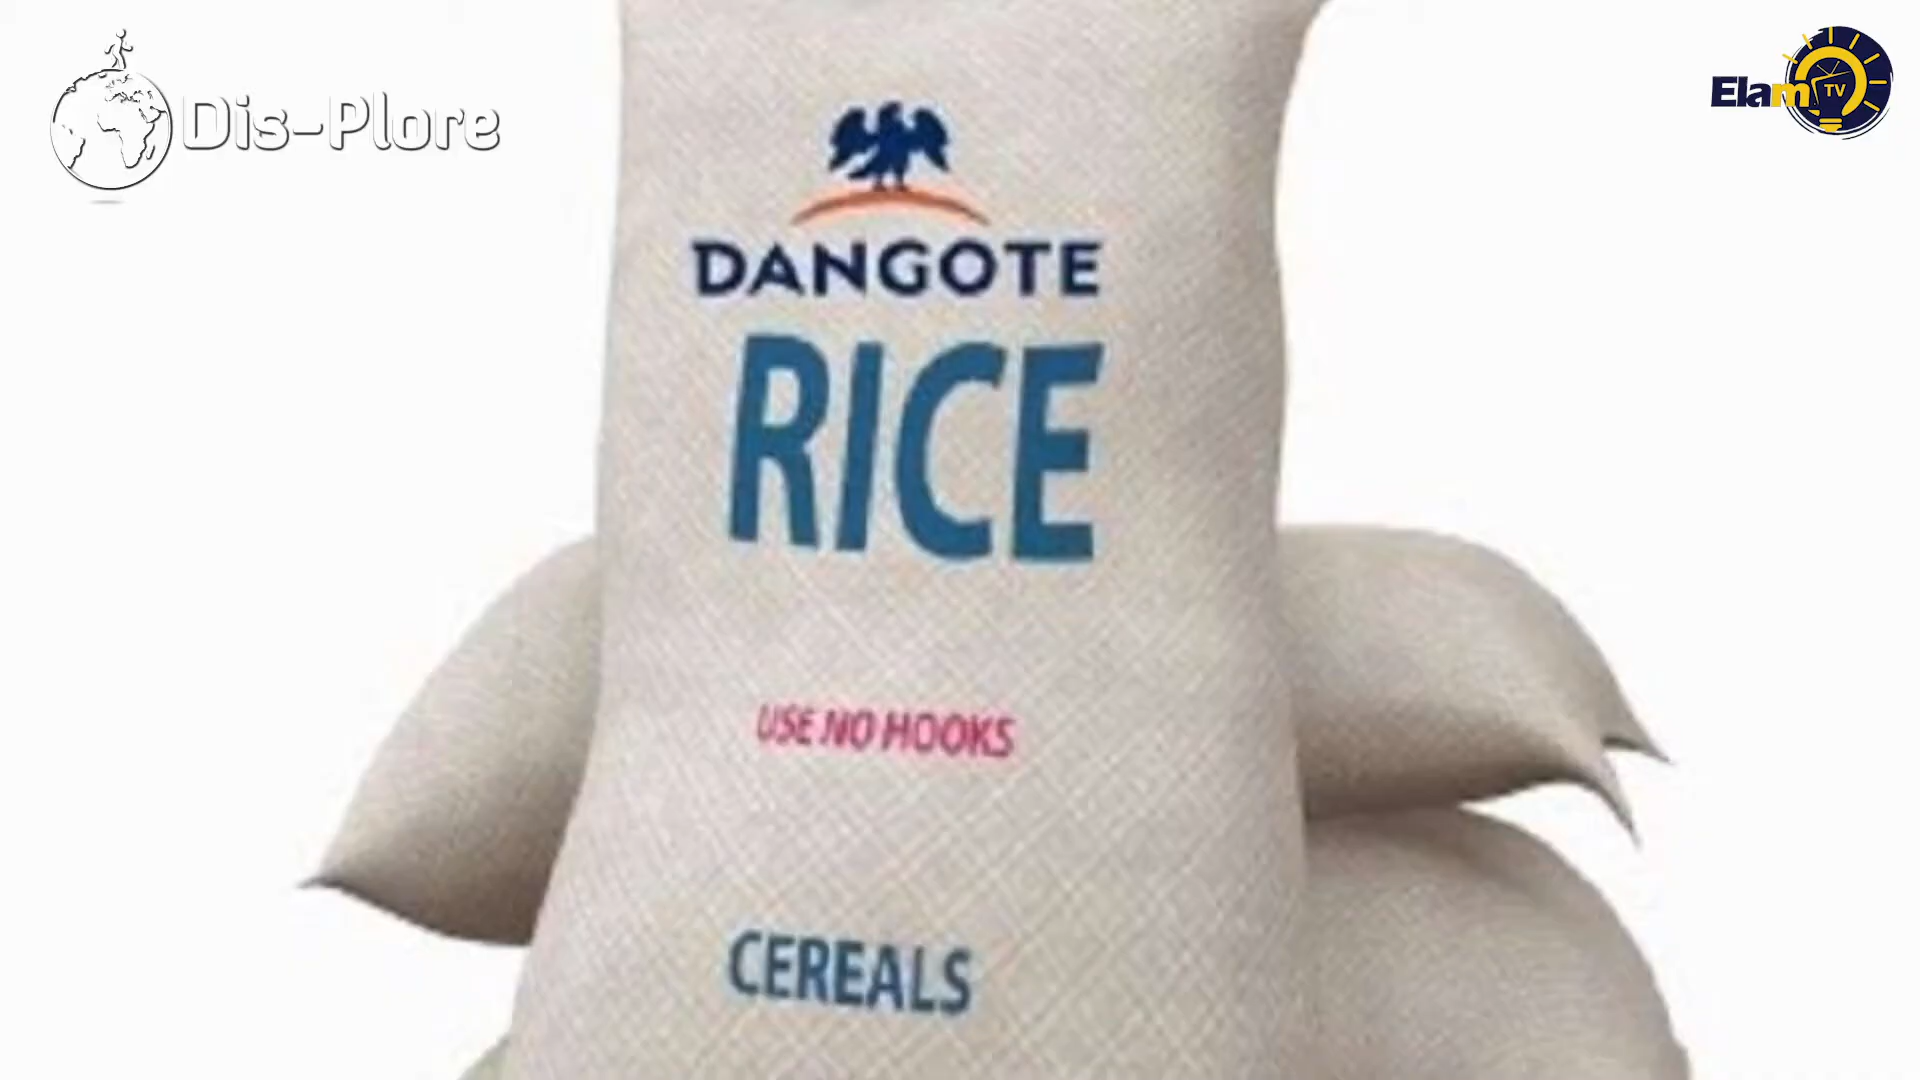 Dis-Plore
Elam TV
DANGOTE
RICE
USE NO HOOKS
CEREALS